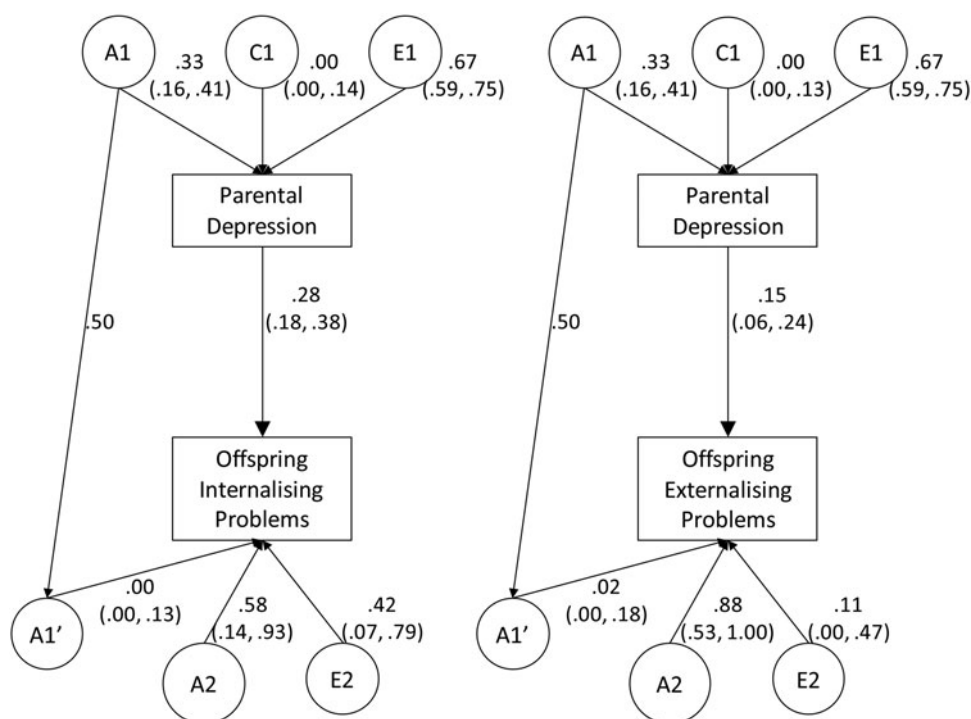 A1
.33
(.16, .41)
C1
.00
(.00, .14)
E1
.67
(.59, .75)
Parental
Depression
.50
.28
(.18, .38)
Offspring
Internalising
Problems
A1’
.00
(.00, .13)
.58
(.14, .93)
.42
(.07, .79)
A2
E2
A1
.33
(.16, .41)
C1
.00
(.00, .13)
E1
.67
(.59, .75)
Parental
Depression
.50
.15
(.06, .24)
Offspring
Externalising
Problems
A1’
.02
(.00, .18)
.88
(.53, 1.00)
.11
(.00, .47)
A2
E2